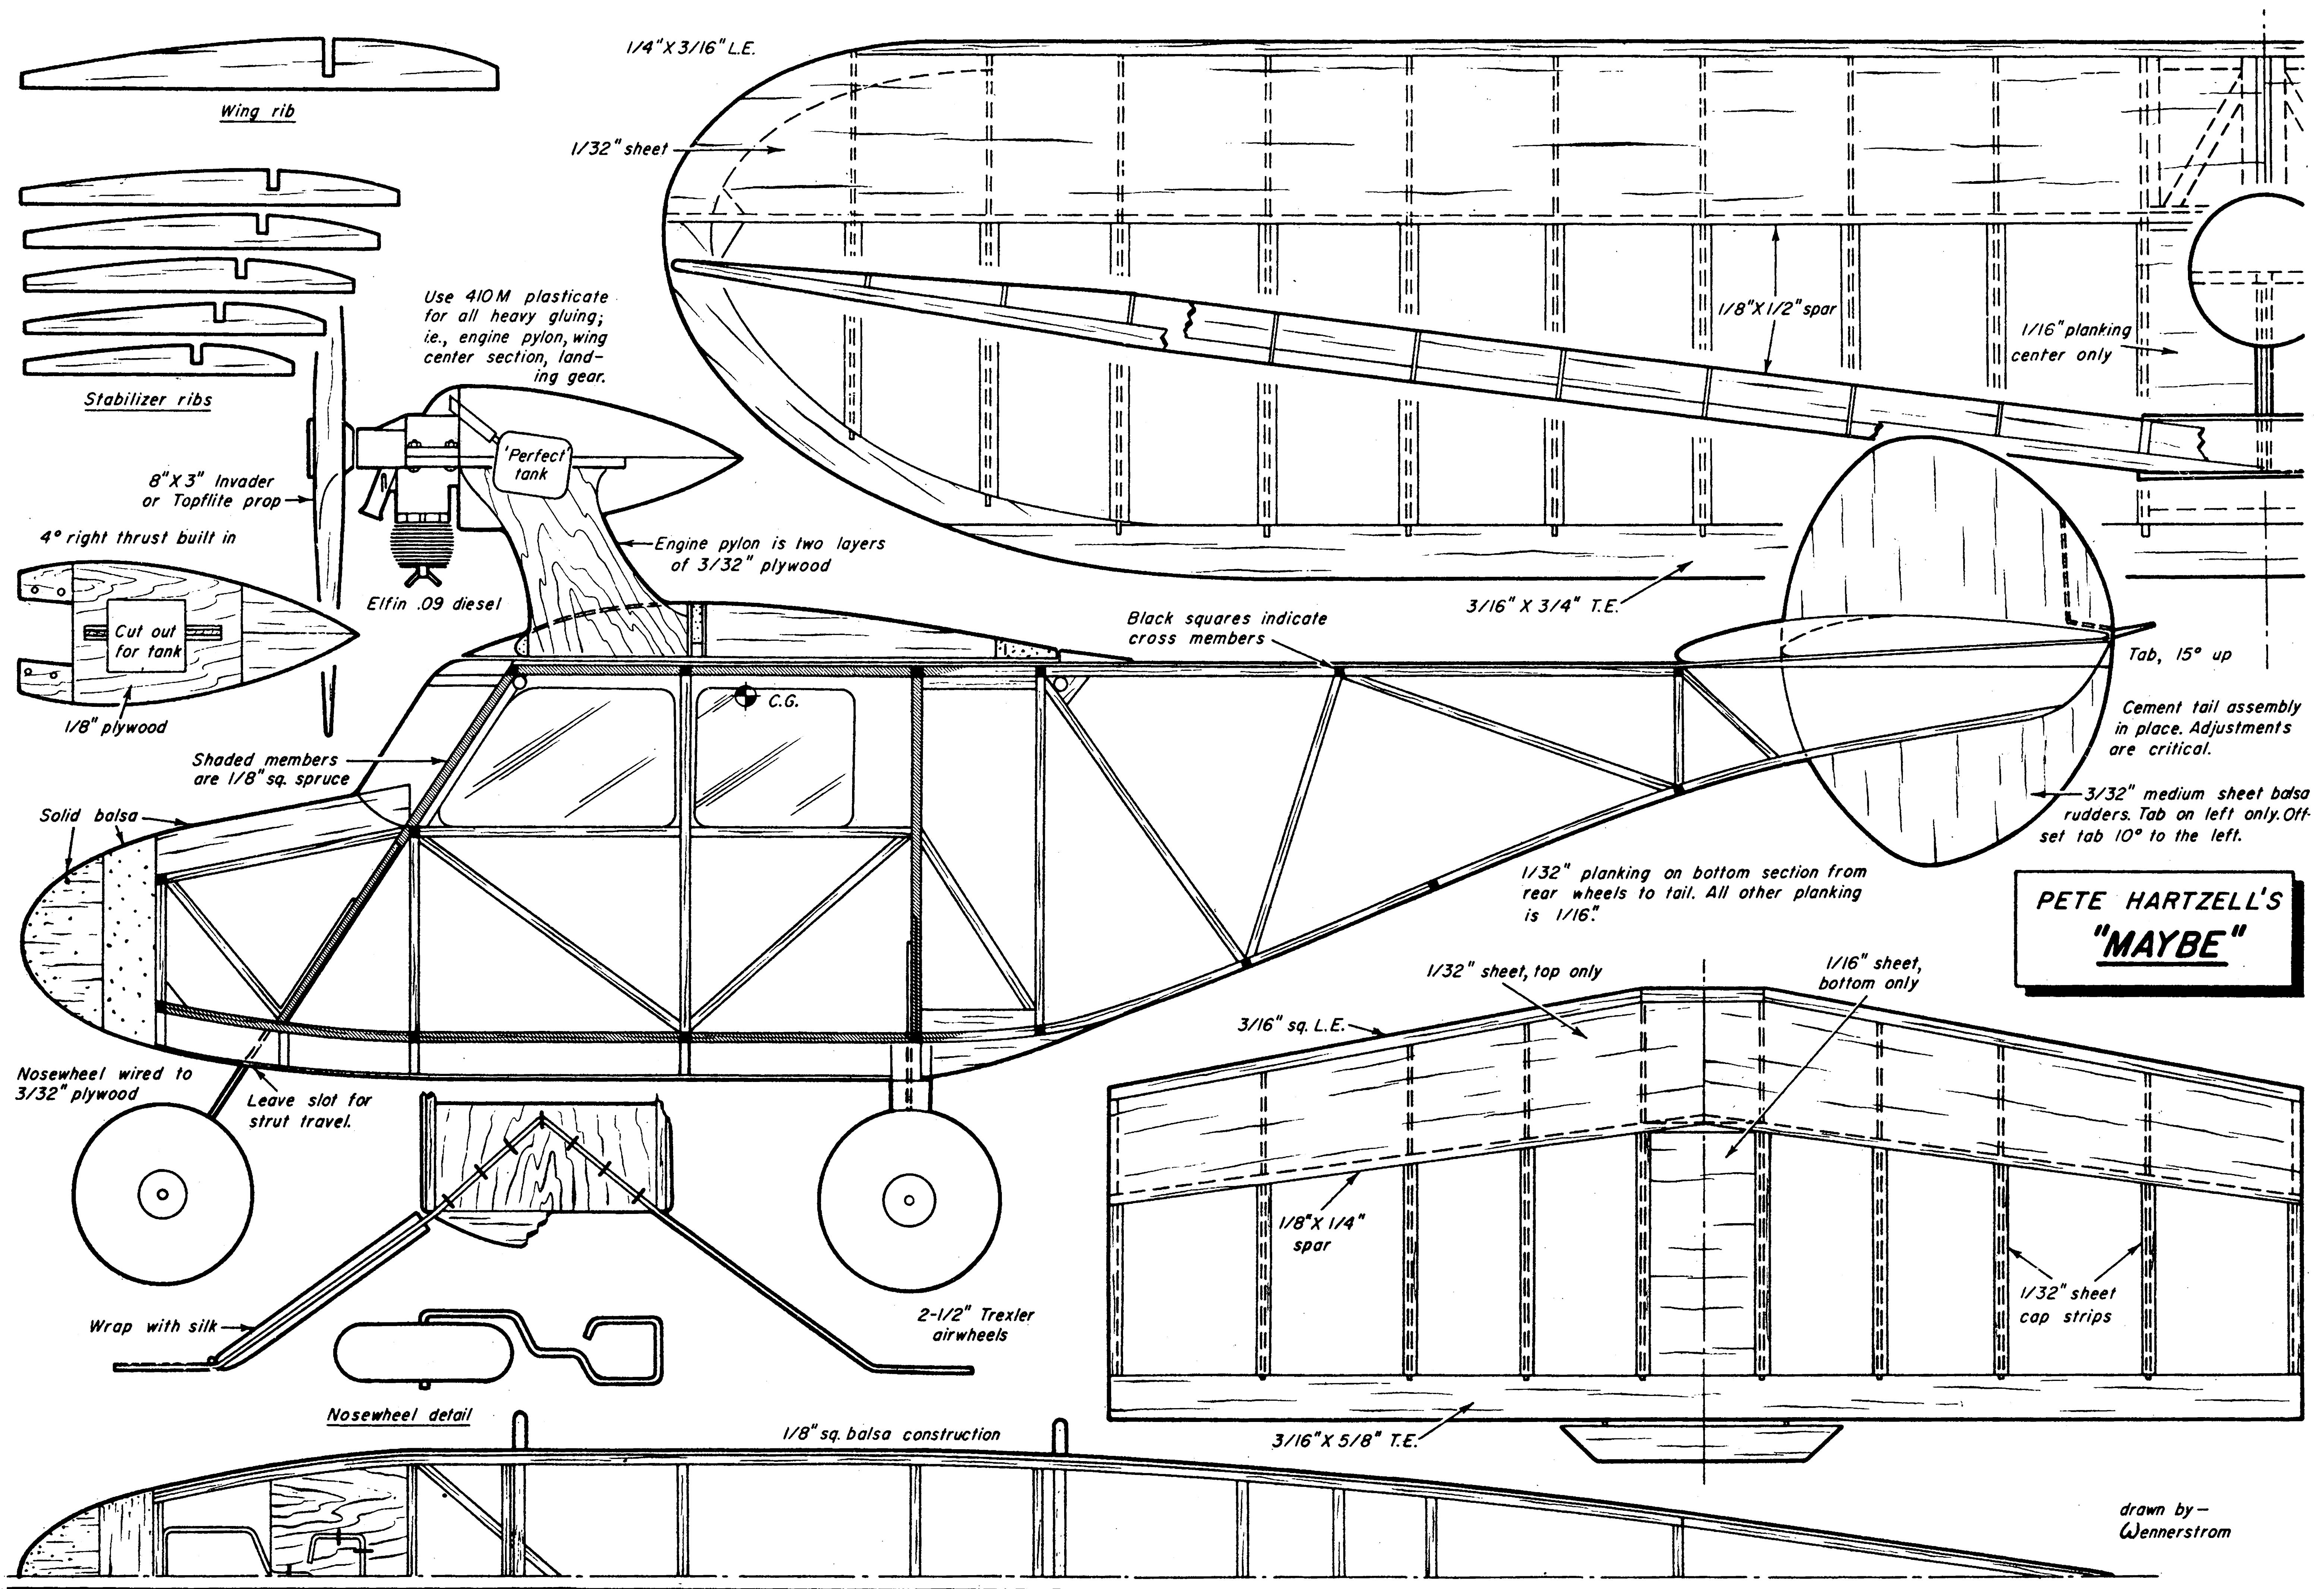 1/4"X3/16" L.E.
Wing rib
1/32" sheet
Use 410M plasticate
for all heavy gluing;
i.e., engine pylon, wing
center section, land-
ing gear.
1/8"X1/2" spar
1/16" planking
center only
Stabilizer ribs
'Perfect'
tank
8"X3" Invader
or Topflite prop
4° right thrust built in
Engine pylon is two layers
of 3/32" plywood
Elfin .09 diesel
3/16" X 3/4" T.E.
Cut out
for tank
Black squares indicate
cross members
Tab, 15° up
1/8" plywood
C.G.
Cement tail assembly
in place. Adjustments
are critical.
Shaded members
are 1/8" sq. spruce
Solid balsa
3/32" medium sheet balsa
rudders. Tab on left only. Off-
set tab 10° to the left.
1/32" planking on bottom section from
rear wheels to tail. All other planking
is 1/16".
PETE HARTZELL'S
"MAYBE"
1/32" sheet, top only
1/16" sheet,
bottom only
3/16" sq. L.E.
Nosewheel wired to
3/32" plywood
Leave slot for
strut travel.
1/8"X 1/4"
spar
1/32" sheet
cap strips
Wrap with silk
2-1/2" Trexler
airwheels
Nosewheel detail
1/8" sq. balsa construction
3/16"X 5/8" T.E.
drawn by—
Wennerstrom